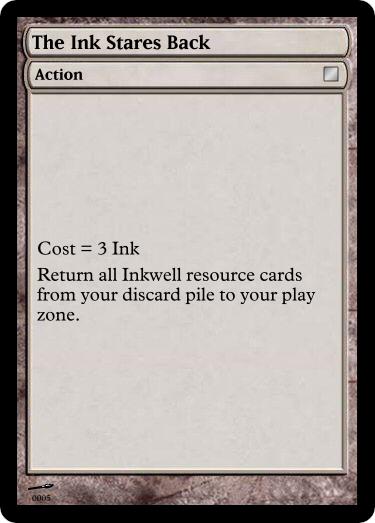 The Ink Stares Back
Action
Cost = 3 Ink
Return all Inkwell resource cards
from your discard pile to your play
zone.
0005